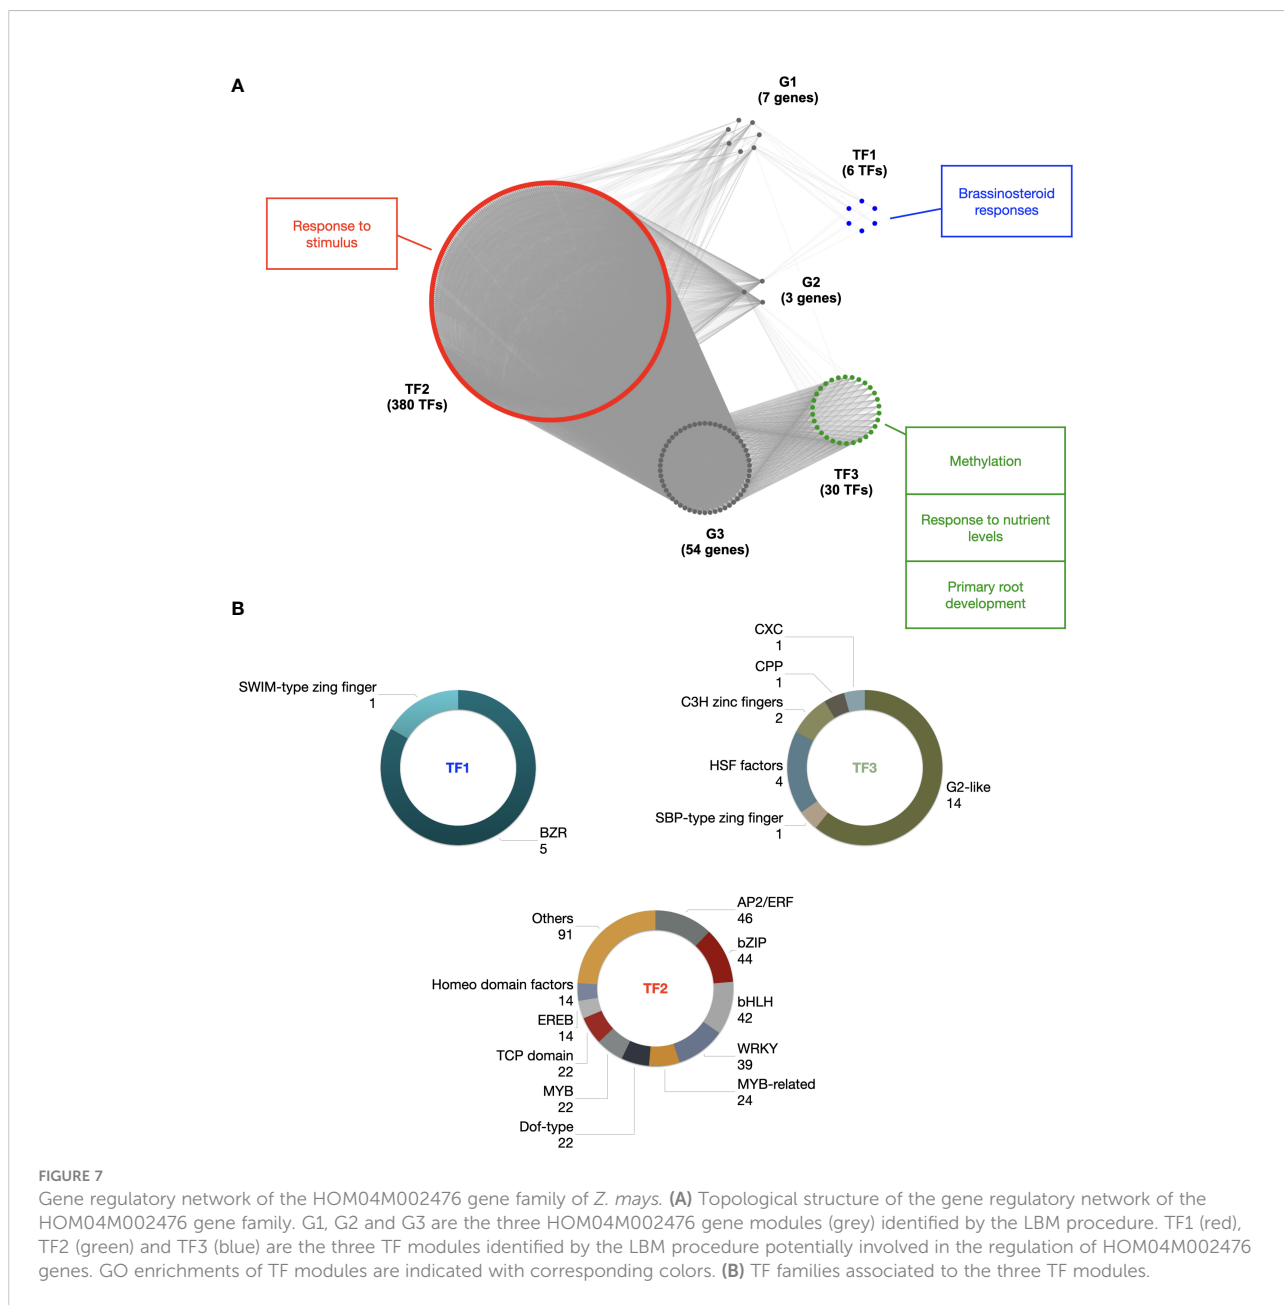 A
G1
(7 genes)
TF1
(6 TFs)
Brassinosteroid
responses
Response to
stimulus
G2
(3 genes)
TF2
(380 TFs)
TF3
(30 TFs)
Methylation
Response to nutrient
levels
Primary root
development
G3
(54 genes)
B
SWIM-type zing finger
1
TF1
BZR
5
CXC
1
CPP
1
C3H zinc fingers
2
HSF factors
4
SBP-type zing finger
1
TF3
G2-like
14
Others
91
Homeo domain factors
14
EREB
14
TCP domain
22
MYB
22
Dof-type
22
TF2
AP2/ERF
46
bZIP
44
bHLH
42
WRKY
39
MYB-related
24
FIGURE 7
Gene regulatory network of the HOM04M002476 gene family of Z. mays. (A) Topological structure of the gene regulatory network of the
HOM04M002476 gene family. G1, G2 and G3 are the three HOM04M002476 gene modules (grey) identified by the LBM procedure. TF1 (red),
TF2 (green) and TF3 (blue) are the three TF modules identified by the LBM procedure potentially involved in the regulation of HOM04M002476
genes. GO enrichments of TF modules are indicated with corresponding colors. (B) TF families associated to the three TF modules.